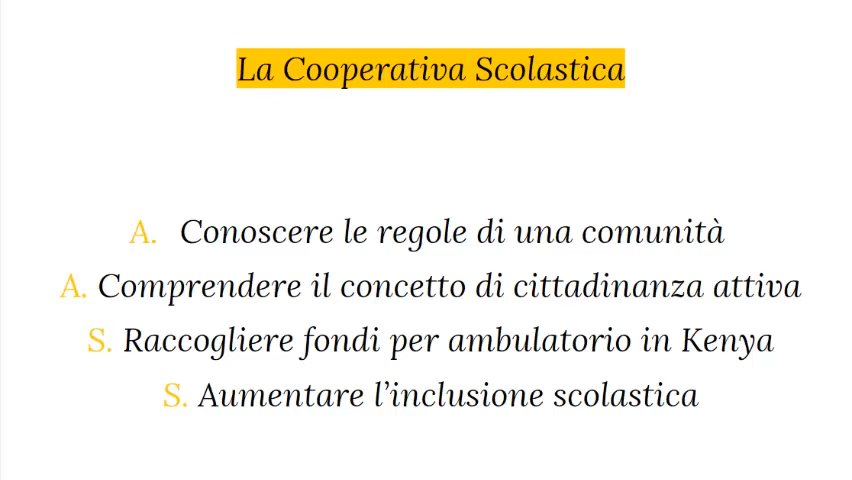 La Cooperativa Scolastica
A. Conoscere le regole di una comunità
A. Comprendere il concetto di cittadinanza attiva
S. Raccogliere fondi per ambulatorio in Kenya
S. Aumentare l’inclusione scolastica